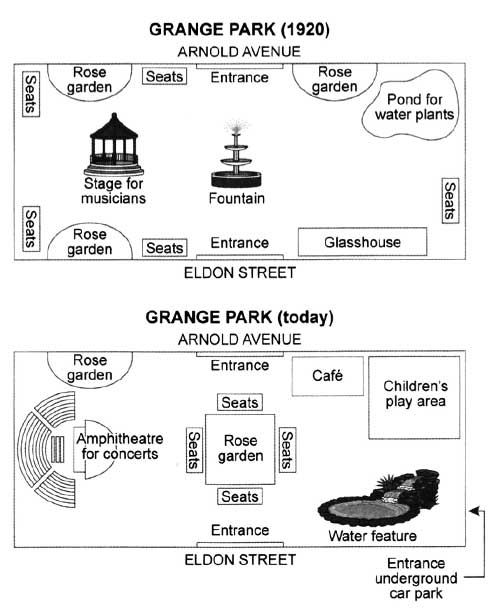 GRANGE PARK (1920)
ARNOLD AVENUE
Rose
garden
Seats
Entrance
Rose
garden
Seats
Pond for
water plants
Stage for
musicians
Fountain
Seats
Seats
Rose
garden
Seats
Entrance
Glasshouse
ELDON STREET
GRANGE PARK (today)
ARNOLD AVENUE
Rose
garden
Entrance
Café
Children's
play area
Seats
Amphitheatre
for concerts
Seats
Rose
garden
Seats
Seats
Entrance
Water feature
ELDON STREET
Entrance
underground
car park